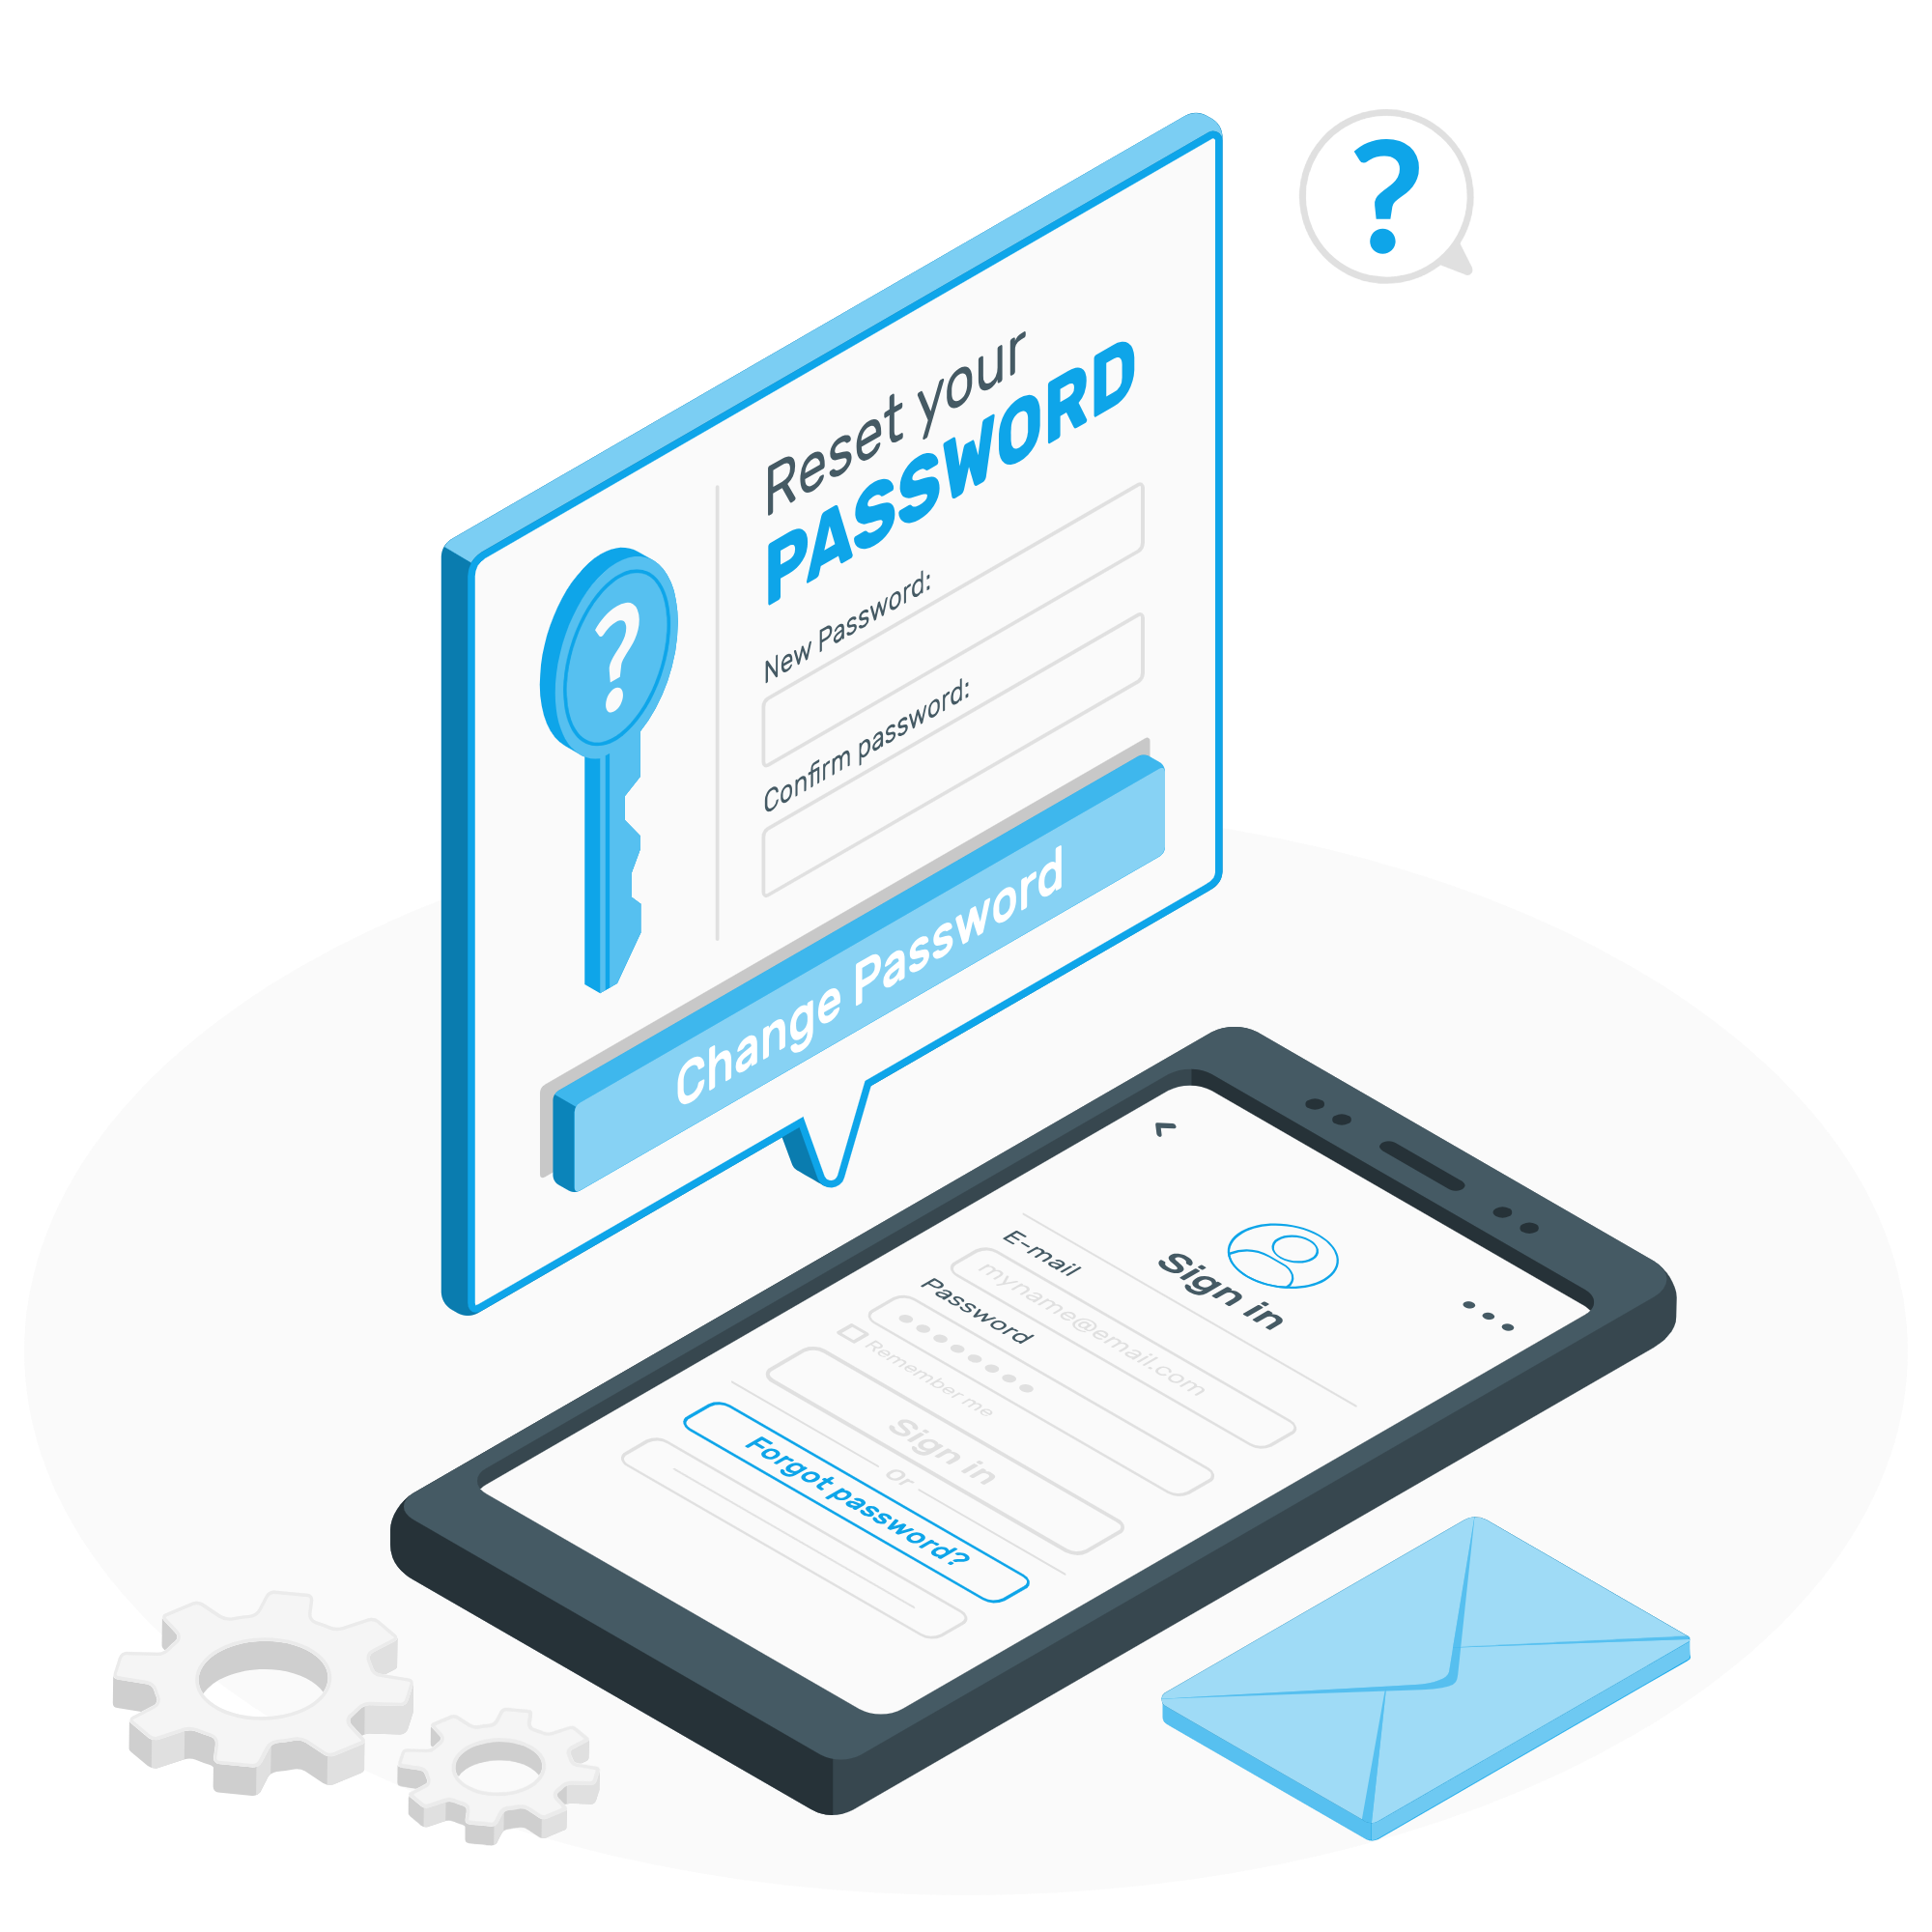 ?
Reset your
PASSWORD
?
New Password:
Confirm password:
Change Password
Sign in
E-mail
myname@email.com
Password
Remember me
Sign in
or
Forgot password?